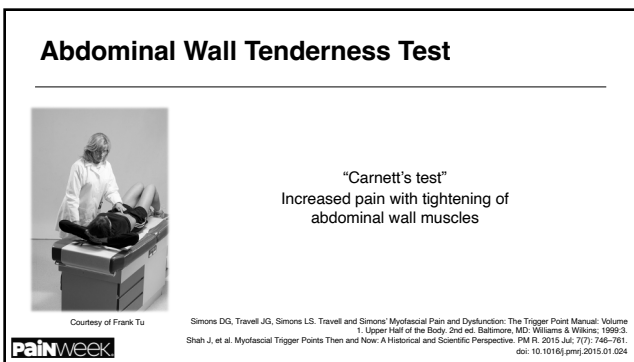 Abdominal Wall Tenderness Test
“Carnett’s test”
Increased pain with tightening of
abdominal wall muscles
Courtesy of Frank Tu
Simons DG, Travell JG, Simons LS. Travell and Simons’ Myofascial Pain and Dysfunction: The Trigger Point Manual: Volume
1. Upper Half of the Body. 2nd ed. Baltimore, MD: Williams & Wilkins; 1999:3.
Shah J, et al. Myofascial Trigger Points Then and Now: A Historical and Scientific Perspective. PM R. 2015 Jul; 7(7): 746–761.
doi: 10.1016/j.pmrj.2015.01.024
PAINWEEK.